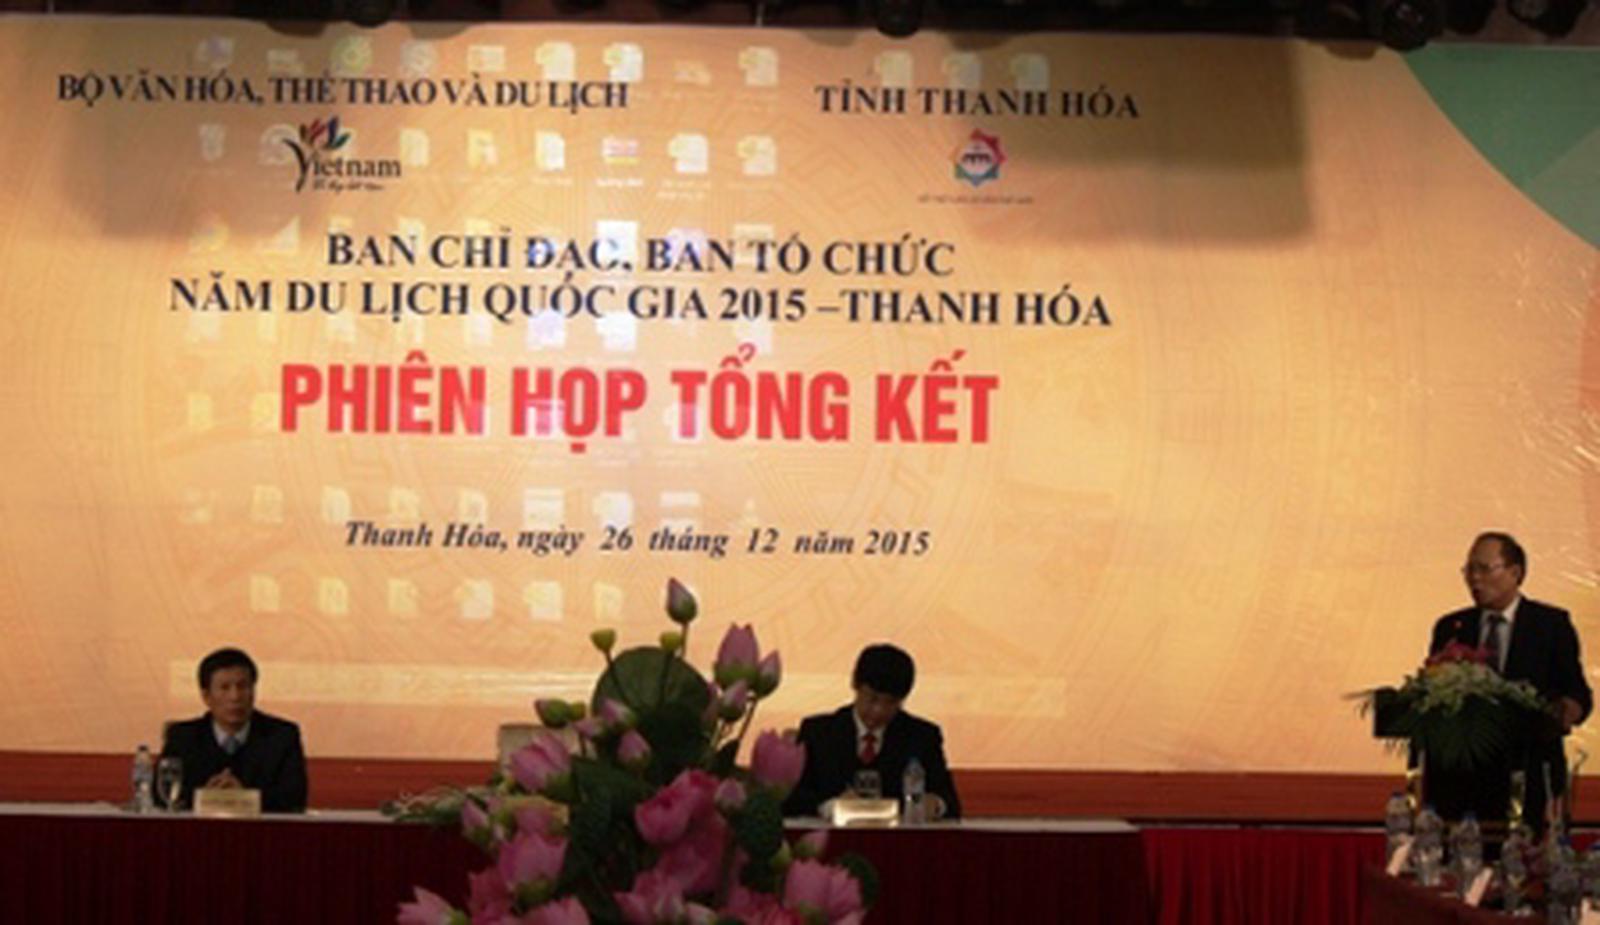 BỘ VĂN HÓA, THỂ THAO VÀ DU LỊCH
TỈNH THANH HÓA
Vietnam
BAN CHỈ ĐẠO, BAN TỔ CHỨC
NĂM DU LỊCH QUỐC GIA 2015 –THANH HÓA
PHIÊN HỌP TỔNG KẾT
Thanh Hóa, ngày 26 tháng 12 năm 2015